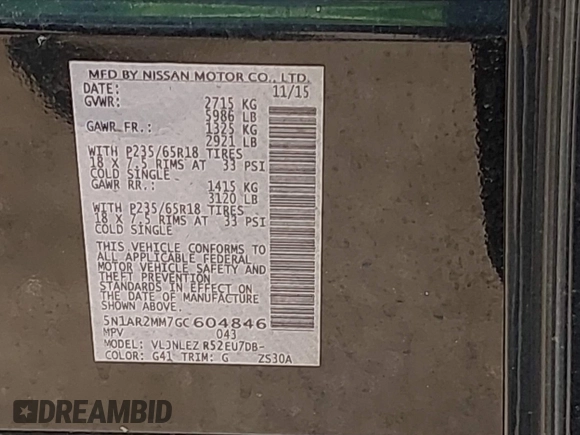 MFD BY NISSAN MOTOR CO., LTD.
DATE: 11/15
GVWR: 2715 KG
5986 LB
GAWR FR.: 1325 KG
2921 LB
WITH P235/65R18 TIRES
18 X 7.5 RIMS AT 33 PSI
COLD SINGLE
GAWR RR.: 1415 KG
3120 LB
WITH P235/65R18 TIRES
18 X 7.5 RIMS AT 33 PSI
COLD SINGLE
THIS VEHICLE CONFORMS TO
ALL APPLICABLE FEDERAL
MOTOR VEHICLE SAFETY AND
THEFT PREVENTION
STANDARDS IN EFFECT ON
THE DATE OF MANUFACTURE
SHOWN ABOVE.
5N1AR2MM7GC604846
MPV 043
MODEL: VLJNLEZ R52EU7DB-
COLOR: G41 TRIM: G ZS30A
DREAMBID